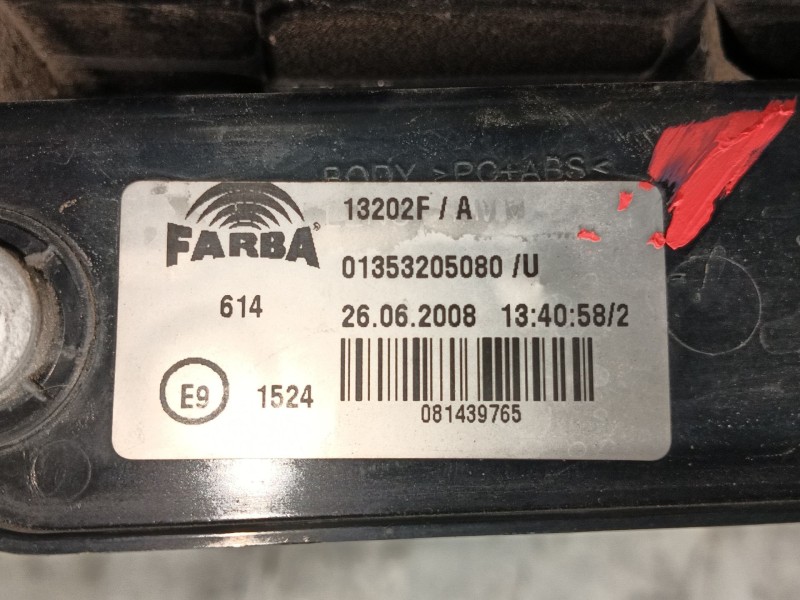 BODY >PC+ABS<
FARBA
13202F / A
01353205080 /U
614
26.06.2008 13:40:58/2
E9
1524
081439765